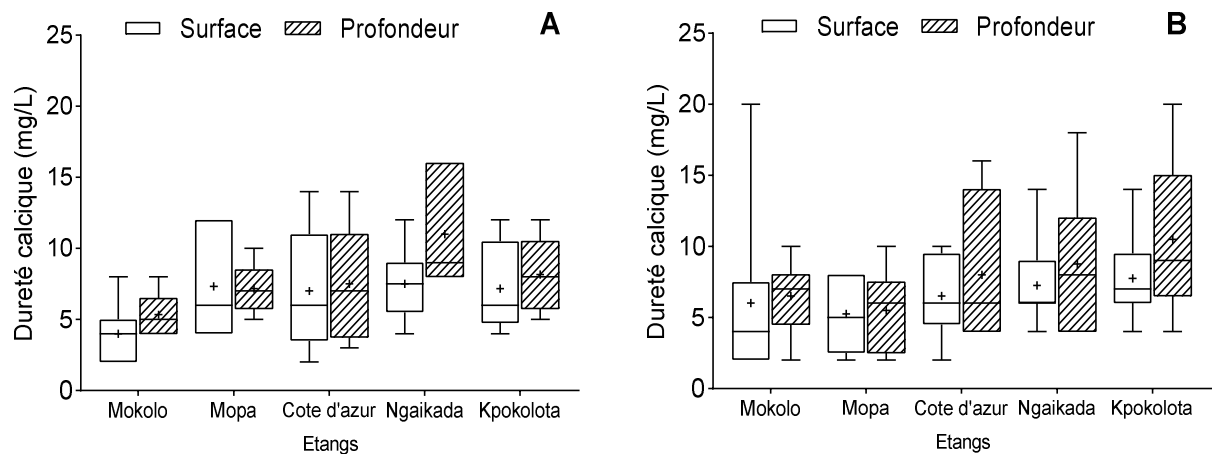 Surface Profondeur A
Dureté calcique (mg/L)
25
20
15
10
5
0
Mokolo Mopa Cote d'azur Ngaikada Kpokolota
Etangs
Surface Profondeur B
Dureté calcique (mg/L)
25
20
15
10
5
0
Mokolo Mopa Cote d'azur Ngaikada Kpokolota
Etangs